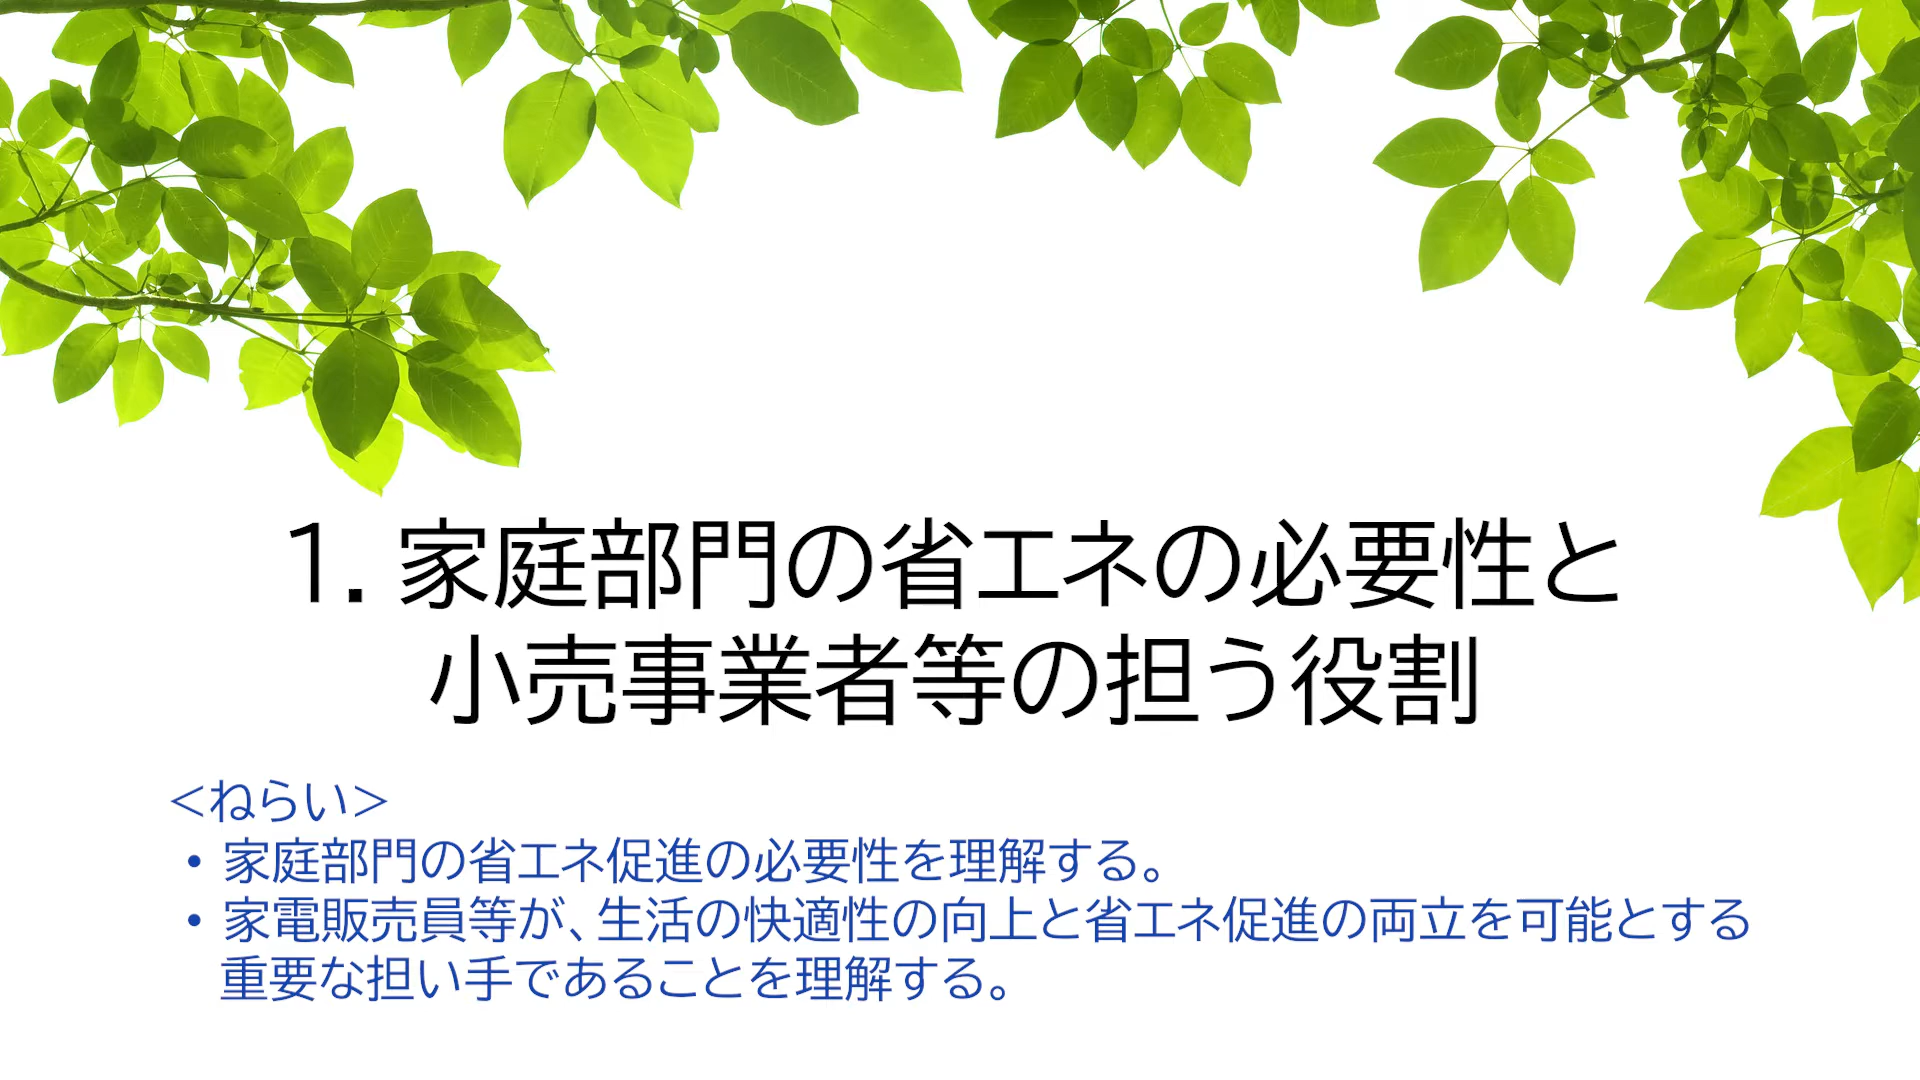 1. 家庭部門の省エネの必要性と
小売事業者等の担う役割
<ねらい>
• 家庭部門の省エネ促進の必要性を理解する。
• 家電販売員等が、生活の快適性の向上と省エネ促進の両立を可能とする
重要な担い手であることを理解する。